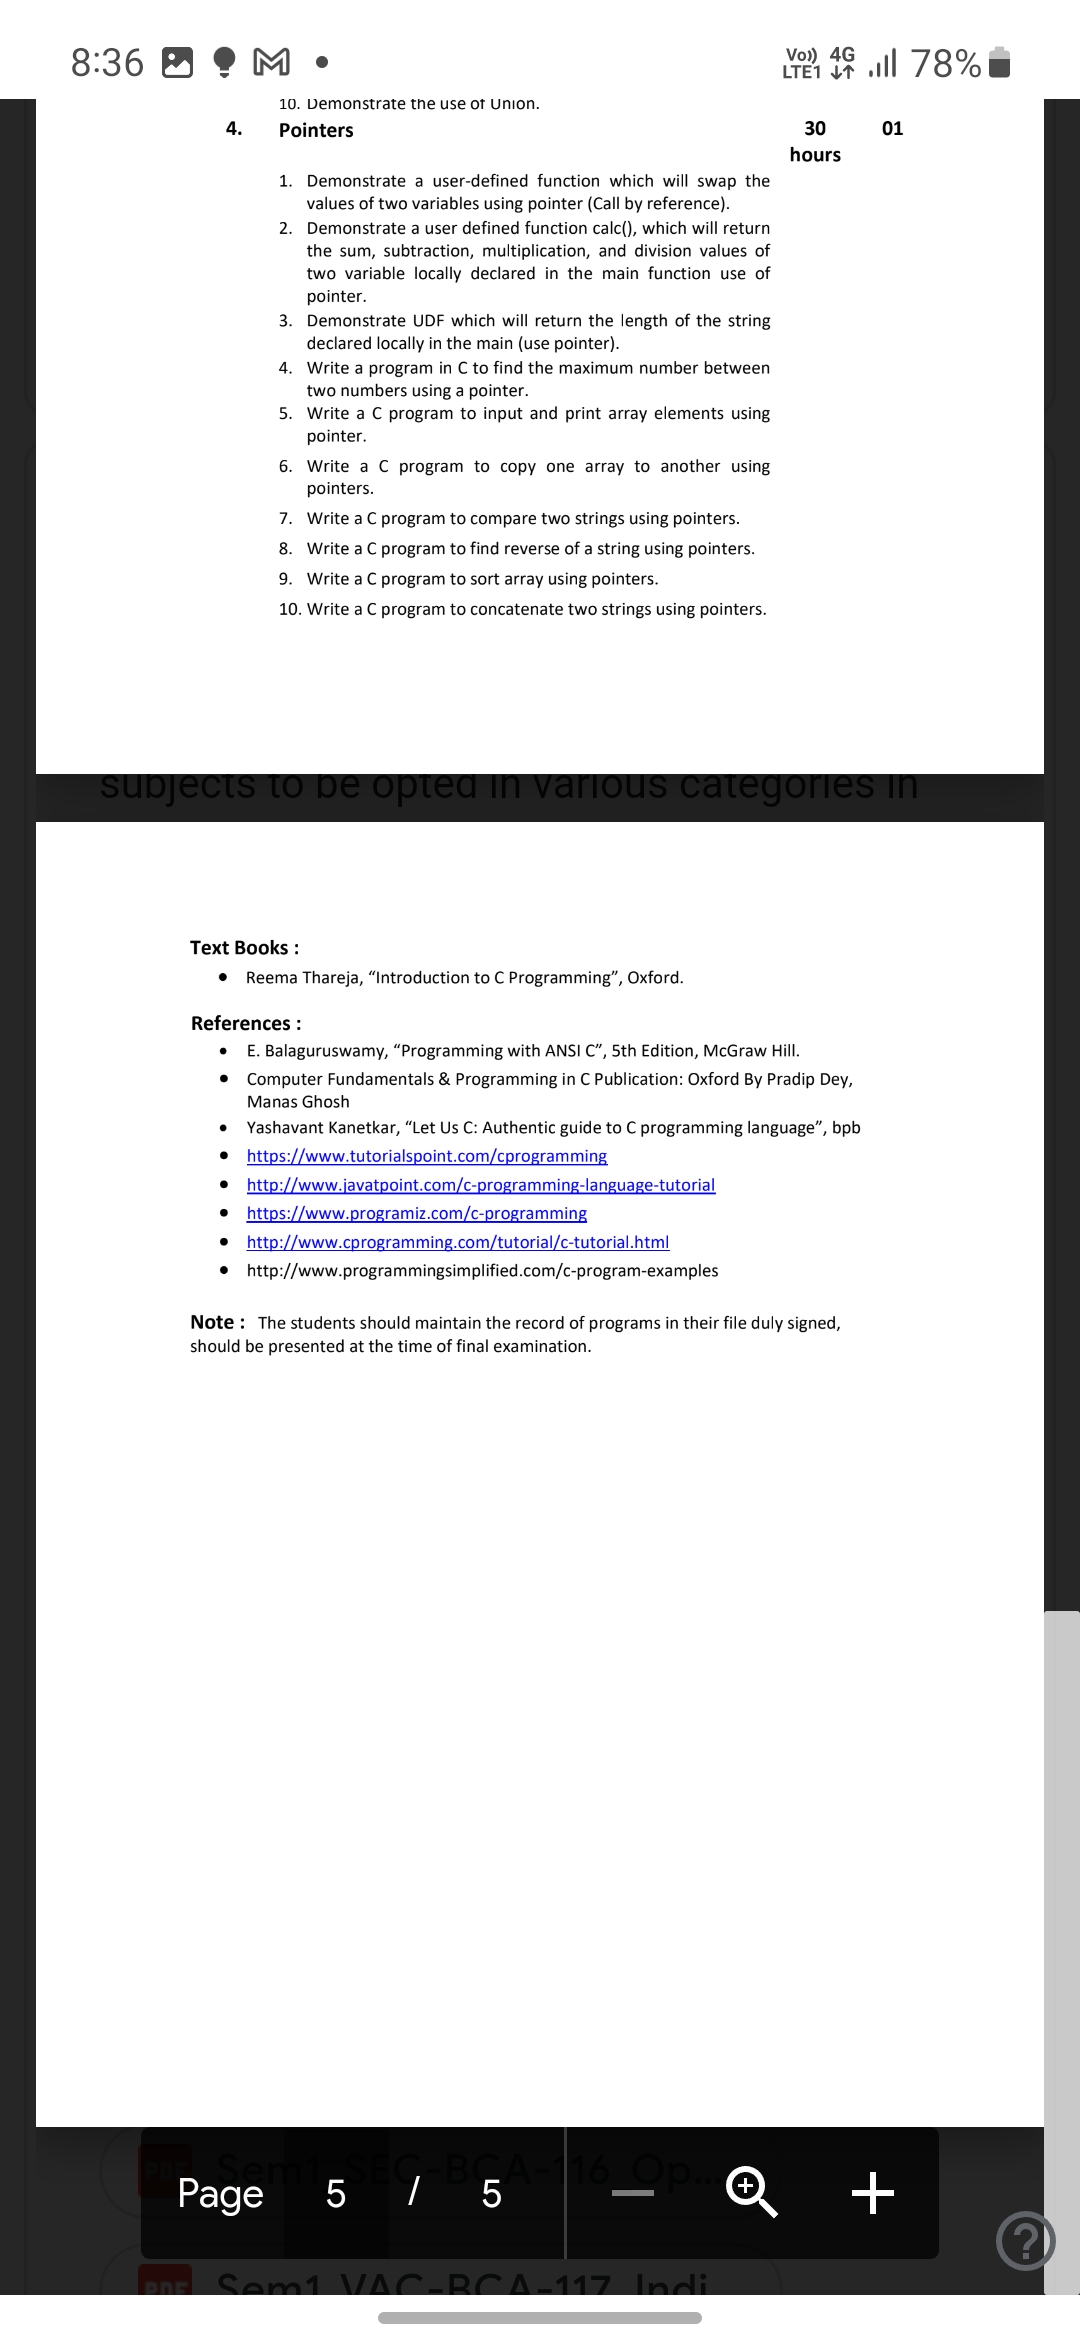 8:36
Vo)) 4G
LTE1
78%
10. Demonstrate the use of Union.
4. Pointers 30 01
hours
1. Demonstrate a user-defined function which will swap the
values of two variables using pointer (Call by reference).
2. Demonstrate a user defined function calc(), which will return
the sum, subtraction, multiplication, and division values of
two variable locally declared in the main function use of
pointer.
3. Demonstrate UDF which will return the length of the string
declared locally in the main (use pointer).
4. Write a program in C to find the maximum number between
two numbers using a pointer.
5. Write a C program to input and print array elements using
pointer.
6. Write a C program to copy one array to another using
pointers.
7. Write a C program to compare two strings using pointers.
8. Write a C program to find reverse of a string using pointers.
9. Write a C program to sort array using pointers.
10. Write a C program to concatenate two strings using pointers.
subjects to be opted in various categories in
Text Books :
• Reema Thareja, “Introduction to C Programming”, Oxford.
References :
• E. Balaguruswamy, “Programming with ANSI C”, 5th Edition, McGraw Hill.
• Computer Fundamentals & Programming in C Publication: Oxford By Pradip Dey,
Manas Ghosh
• Yashavant Kanetkar, “Let Us C: Authentic guide to C programming language”, bpb
• https://www.tutorialspoint.com/cprogramming
• http://www.javatpoint.com/c-programming-language-tutorial
• https://www.programiz.com/c-programming
• http://www.cprogramming.com/tutorial/c-tutorial.html
• http://www.programmingsimplified.com/c-program-examples
Note : The students should maintain the record of programs in their file duly signed,
should be presented at the time of final examination.
PDF Sem1_SEC-BCA-116_Op...
Page 5 / 5
PDF Sem1_VAC-BCA-117_Indi